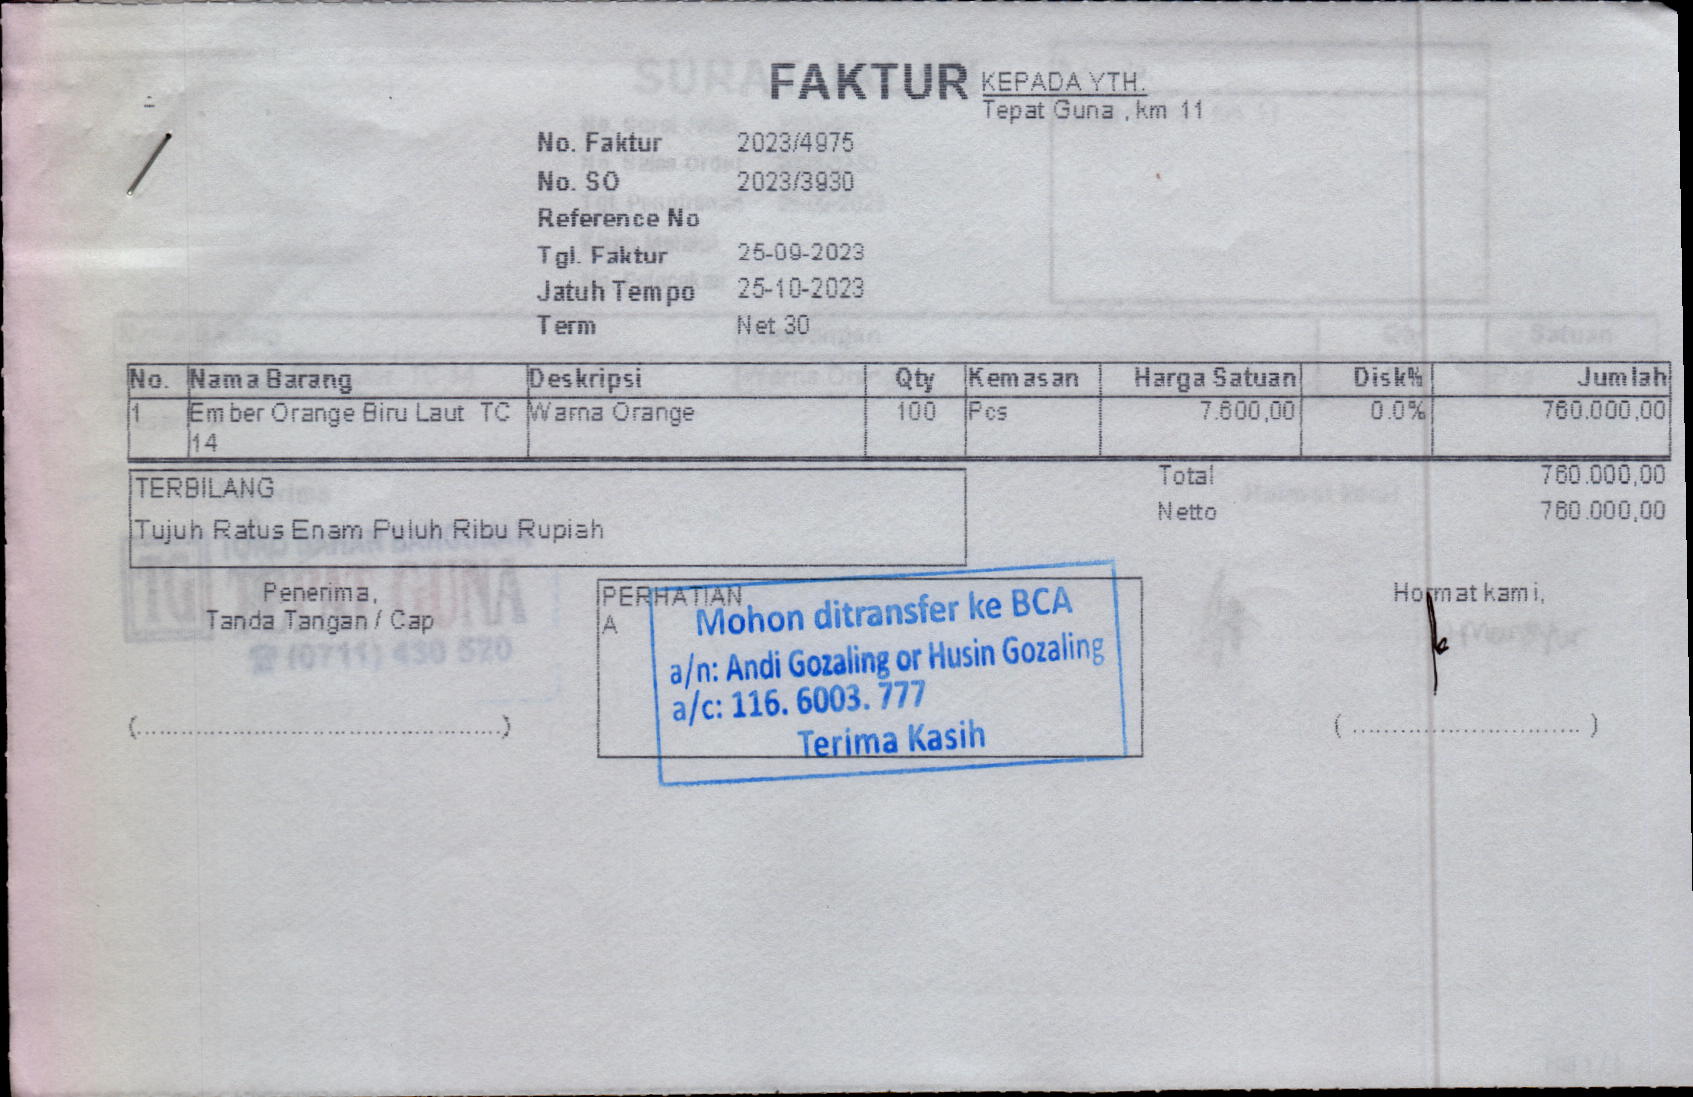 FAKTUR
KEPADA YTH.
Tepat Guna , km 11
No. Faktur 2023/4975
No. SO 2023/3930
Reference No
Tgl. Faktur 25-09-2023
Jatuh Tempo 25-10-2023
Term Net 30
No. Nama Barang Deskripsi Qty Kemasan Harga Satuan Disk% Jumlah
1 Ember Orange Biru Laut TC Warna Orange 100 Pcs 7.600,00 0.0% 760.000,00
14
Total 760.000,00
Netto 760.000,00
TERBILANG
Tujuh Ratus Enam Puluh Ribu Rupiah
Penerima,
Tanda Tangan / Cap
(................................................)
PERHATIAN
A
Mohon ditransfer ke BCA
a/n: Andi Gozaling or Husin Gozaling
a/c: 116. 6003. 777
Terima Kasih
Hormat kami,
( ............................. )
TEPAT GUNA
☎ (0711) 430 520